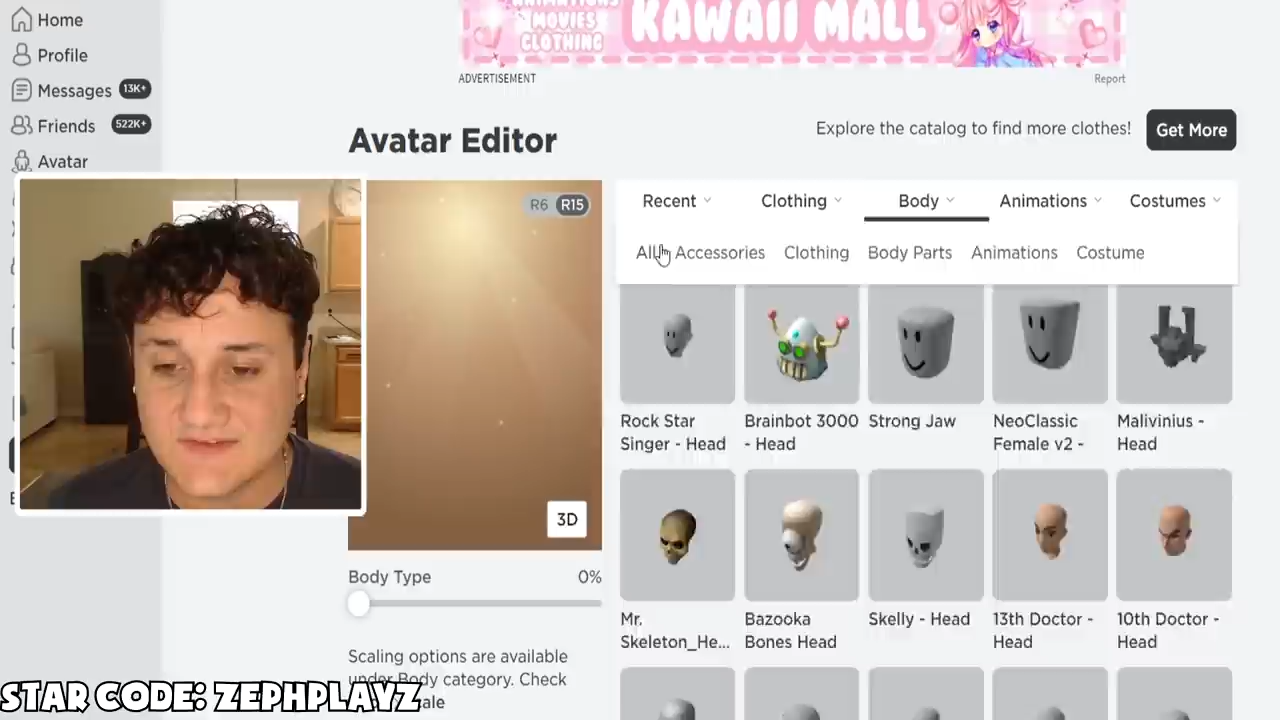 ANIMATIONS
MOVIES
CLOTHING
KAWAII MALL
ADVERTISEMENT
Report
Home
Profile
Messages 13K+
Friends 522K+
Avatar
Avatar Editor
Explore the catalog to find more clothes!
Get More
R6 R15
3D
Body Type 0%
Scaling options are available
under Body category. Check
Recent Clothing Body Animations Costumes
All Accessories Clothing Body Parts Animations Costume
Rock Star
Singer - Head
Brainbot 3000
- Head
Strong Jaw
NeoClassic
Female v2 -
Malivinius -
Head
Mr.
Skeleton_He...
Bazooka
Bones Head
Skelly - Head
13th Doctor -
Head
10th Doctor -
Head
STAR CODE: ZEPHPLAYZ